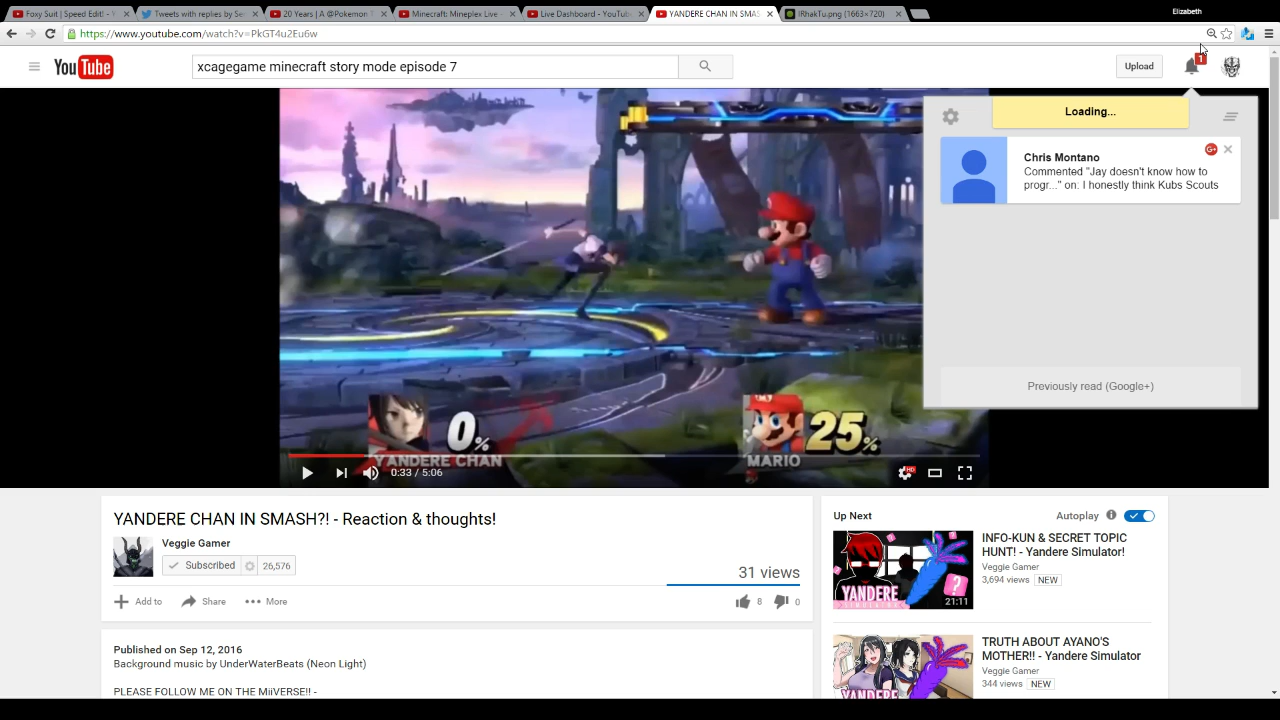 Foxy Suit | Speed Edit! -
Tweets with replies by
20 Years | A @Pokemon
Minecraft: Mineplex Live -
Live Dashboard - YouTube
YANDERE CHAN IN SMAS
IRhakTu.png (1663×720)
Elizabeth
https://www.youtube.com/watch?v=PkGT4u2Eu6w
YouTube
xcagegame minecraft story mode episode 7
Upload
1
Loading...
Chris Montano
Commented "Jay doesn't know how to
progr..." on: I honestly think Kubs Scouts
Previously read (Google+)
0%
YANDERE CHAN
25%
MARIO
0:33 / 5:06
HD
YANDERE CHAN IN SMASH?! - Reaction & thoughts!
Veggie Gamer
Subscribed
26,576
31 views
Add to
Share
More
8
0
Published on Sep 12, 2016
Background music by UnderWaterBeats (Neon Light)
PLEASE FOLLOW ME ON THE MiiVERSE!! -
Up Next
Autoplay
INFO-KUN & SECRET TOPIC
HUNT! - Yandere Simulator!
Veggie Gamer
3,694 views NEW
YANDERE
SIMULATOR
?
21:11
TRUTH ABOUT AYANO'S
MOTHER!! - Yandere Simulator
Veggie Gamer
344 views NEW
YANDERE